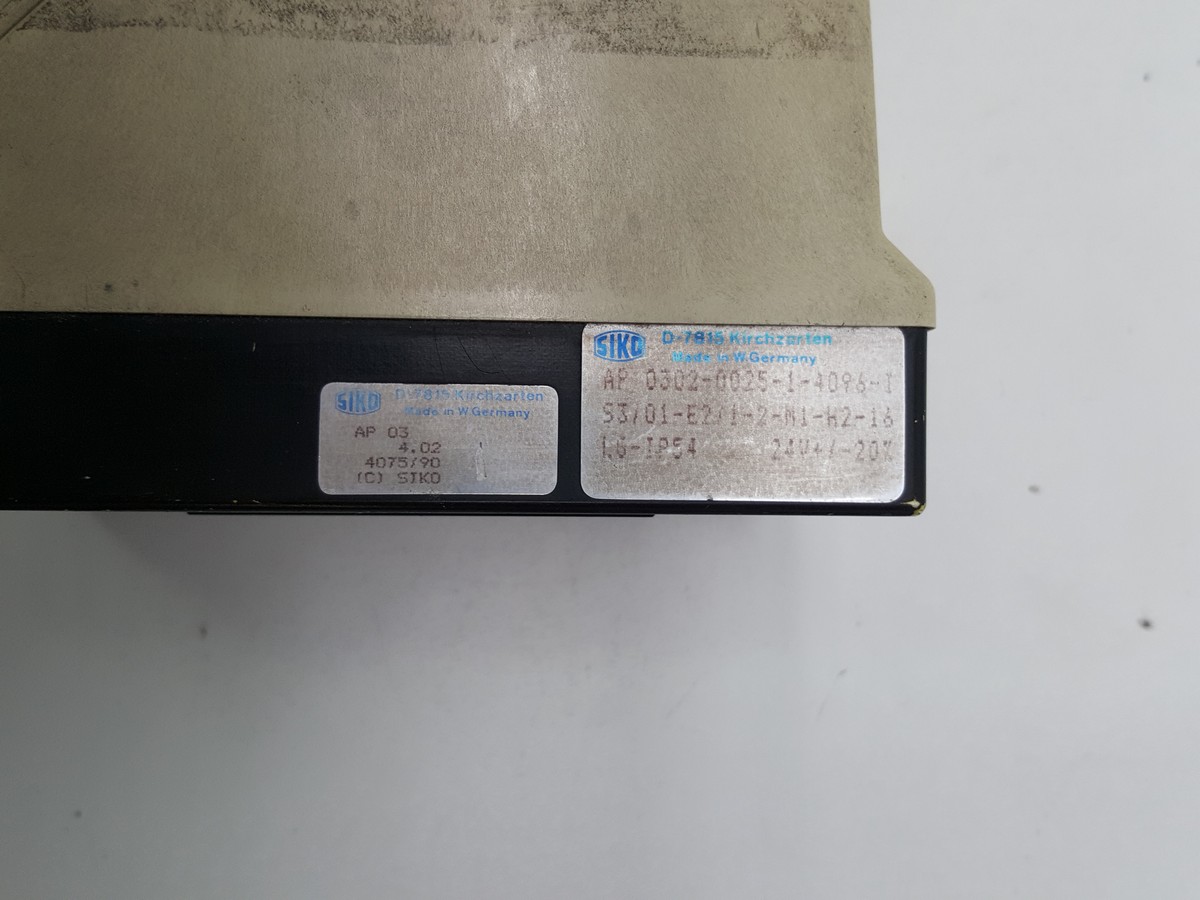 SIKO D-7815 Kirchzarten
Made in W.Germany
AP 03
4.02
4075/90
(C) SIKO
SIKO D-7815 Kirchzarten
Made in W.Germany
AP 0302-0025-1-4096-I
S3/01-E2/1-2-N1-H2-16
LG-IP54 24V+/-20%